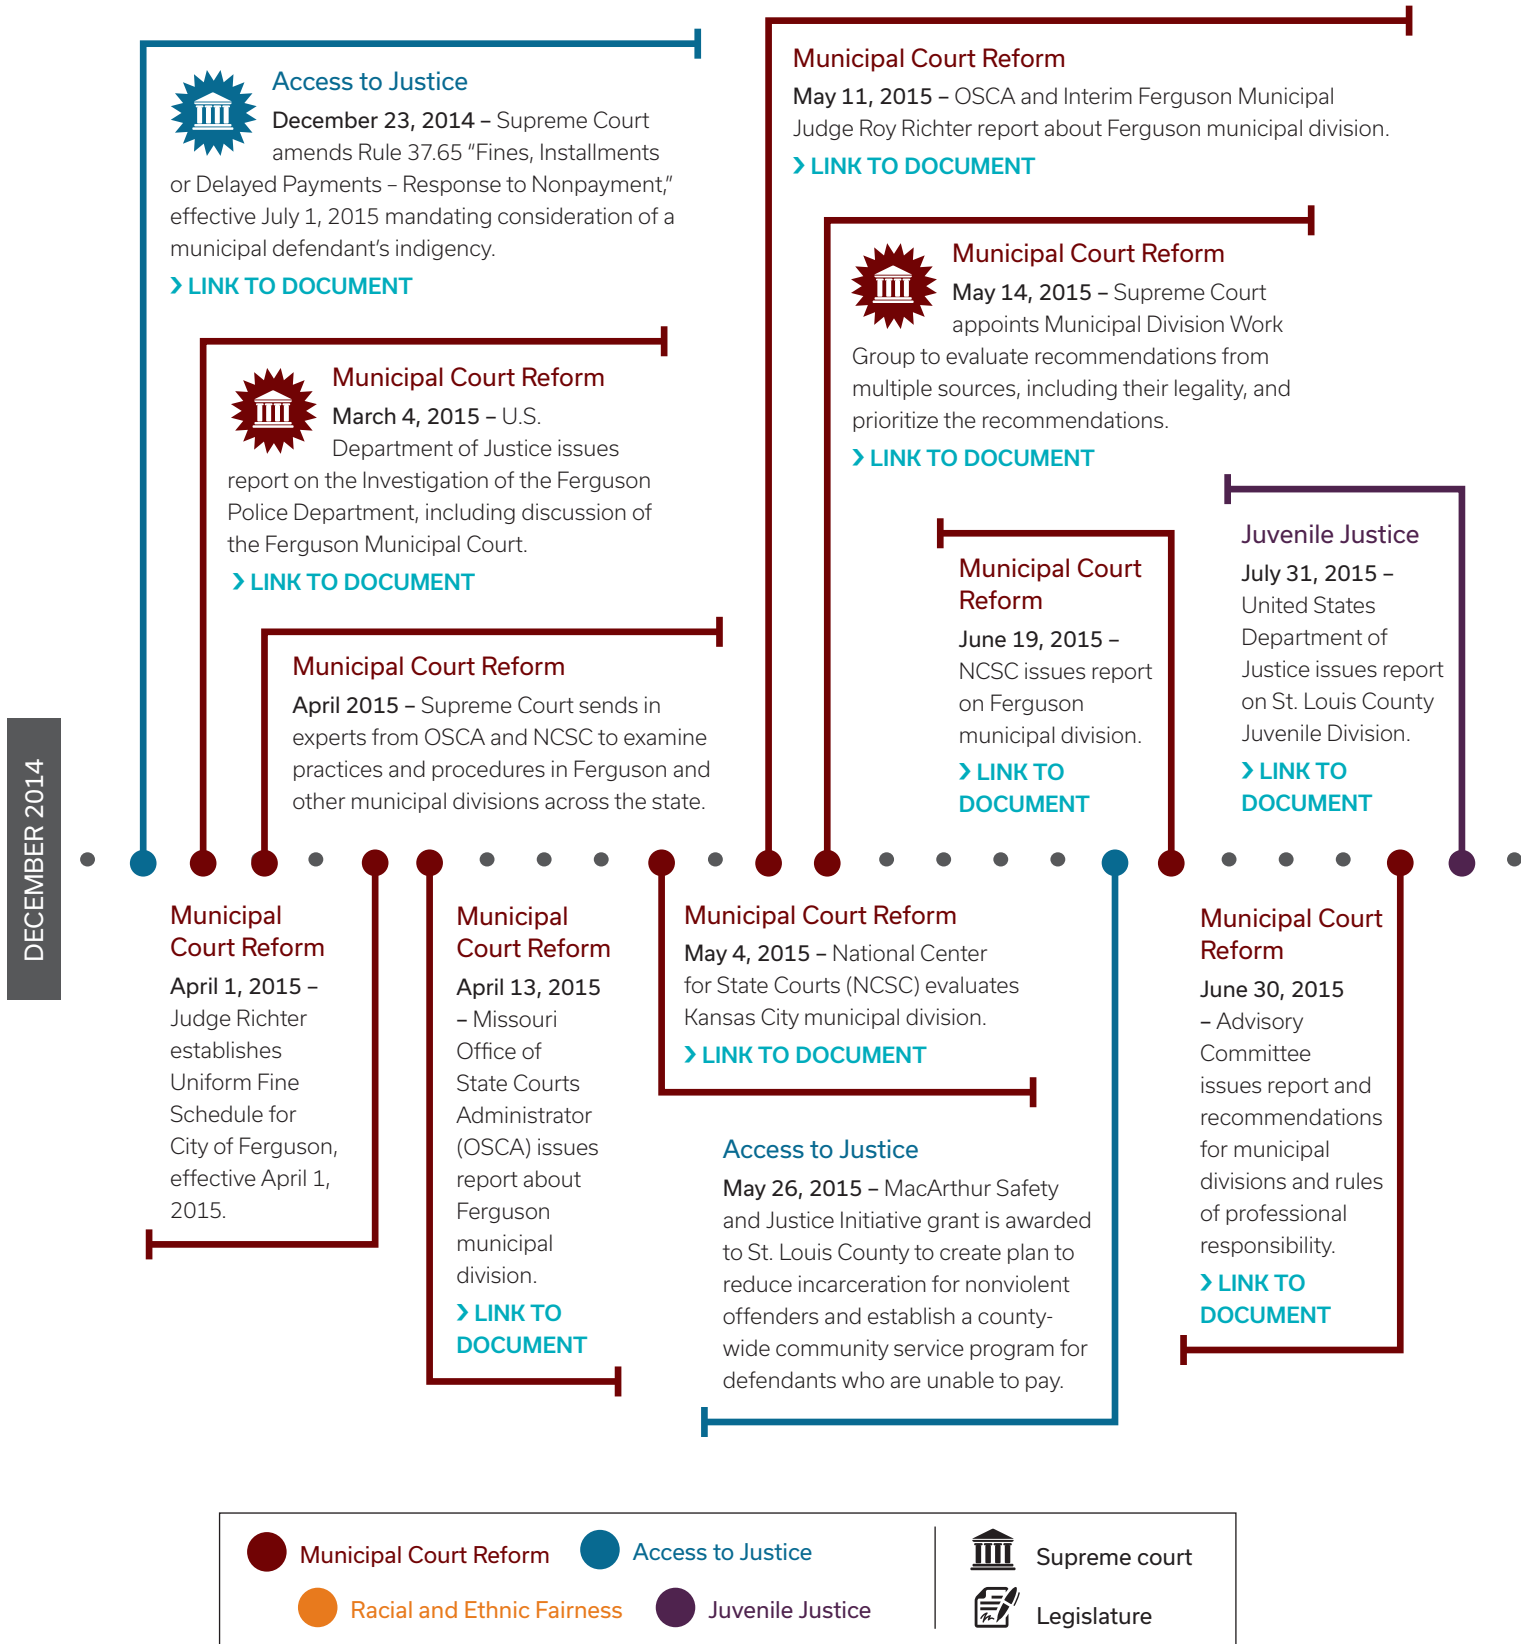 Access to Justice
December 23, 2014 – Supreme Court
amends Rule 37.65 “Fines, Installments
or Delayed Payments – Response to Nonpayment,”
effective July 1, 2015 mandating consideration of a
municipal defendant’s indigency.
› LINK TO DOCUMENT
Municipal Court Reform
March 4, 2015 – U.S.
Department of Justice issues
report on the Investigation of the Ferguson
Police Department, including discussion of
the Ferguson Municipal Court.
› LINK TO DOCUMENT
Municipal Court Reform
April 2015 – Supreme Court sends in
experts from OSCA and NCSC to examine
practices and procedures in Ferguson and
other municipal divisions across the state.
Municipal Court Reform
May 11, 2015 – OSCA and Interim Ferguson Municipal
Judge Roy Richter report about Ferguson municipal division.
› LINK TO DOCUMENT
Municipal Court Reform
May 14, 2015 – Supreme Court
appoints Municipal Division Work
Group to evaluate recommendations from
multiple sources, including their legality, and
prioritize the recommendations.
› LINK TO DOCUMENT
Municipal Court
Reform
June 19, 2015 –
NCSC issues report
on Ferguson
municipal division.
› LINK TO
DOCUMENT
Juvenile Justice
July 31, 2015 –
United States
Department of
Justice issues report
on St. Louis County
Juvenile Division.
› LINK TO
DOCUMENT
DECEMBER 2014
Municipal
Court Reform
April 1, 2015 –
Judge Richter
establishes
Uniform Fine
Schedule for
City of Ferguson,
effective April 1,
2015.
Municipal
Court Reform
April 13, 2015
– Missouri
Office of
State Courts
Administrator
(OSCA) issues
report about
Ferguson
municipal
division.
› LINK TO
DOCUMENT
Municipal Court Reform
May 4, 2015 – National Center
for State Courts (NCSC) evaluates
Kansas City municipal division.
› LINK TO DOCUMENT
Access to Justice
May 26, 2015 – MacArthur Safety
and Justice Initiative grant is awarded
to St. Louis County to create plan to
reduce incarceration for nonviolent
offenders and establish a county-
wide community service program for
defendants who are unable to pay.
Municipal Court
Reform
June 30, 2015
– Advisory
Committee
issues report and
recommendations
for municipal
divisions and rules
of professional
responsibility.
› LINK TO
DOCUMENT
Municipal Court Reform
Access to Justice
Supreme court
Racial and Ethnic Fairness
Juvenile Justice
Legislature